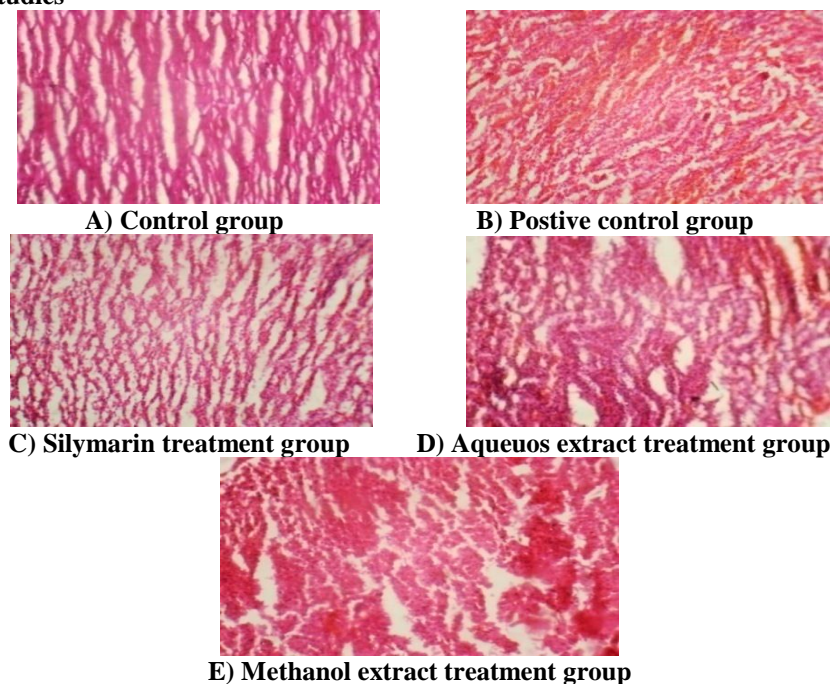 A) Control group
B) Postive control group
C) Silymarin treatment group
D) Aqueuos extract treatment group
E) Methanol extract treatment group